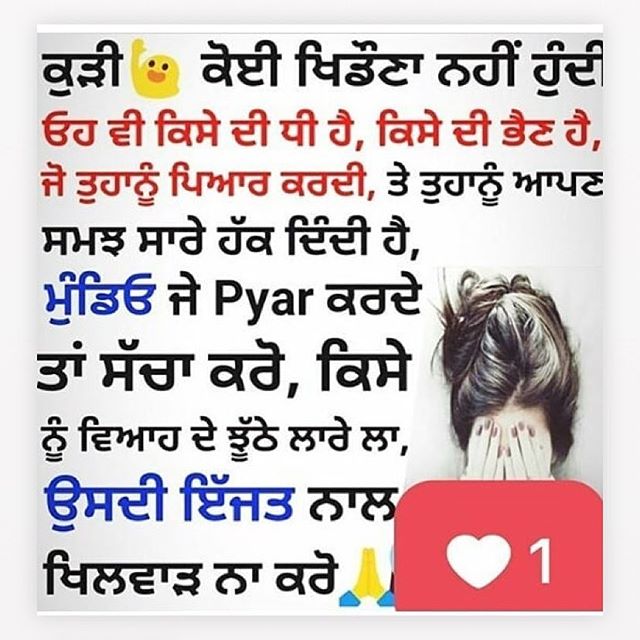 ਕੁੜੀ🙋 ਕੋਈ ਖਿਡੌਣਾ ਨਹੀਂ ਹੁੰਦੀ
ਓਹ ਵੀ ਕਿਸੇ ਦੀ ਧੀ ਹੈ, ਕਿਸੇ ਦੀ ਭੈਣ ਹੈ,
ਜੋ ਤੁਹਾਨੂੰ ਪਿਆਰ ਕਰਦੀ, ਤੇ ਤੁਹਾਨੂੰ ਆਪਣ
ਸਮਝ ਸਾਰੇ ਹੱਕ ਦਿੰਦੀ ਹੈ,
ਮੁੰਡਿਓ ਜੇ Pyar ਕਰਦੇ
ਤਾਂ ਸੱਚਾ ਕਰੋ, ਕਿਸੇ
ਨੂੰ ਵਿਆਹ ਦੇ ਝੂੱਠੇ ਲਾਰੇ ਲਾ,
ਉਸਦੀ ਇੱਜਤ ਨਾਲ
ਖਿਲਵਾੜ ਨਾ ਕਰੋ🙏
1